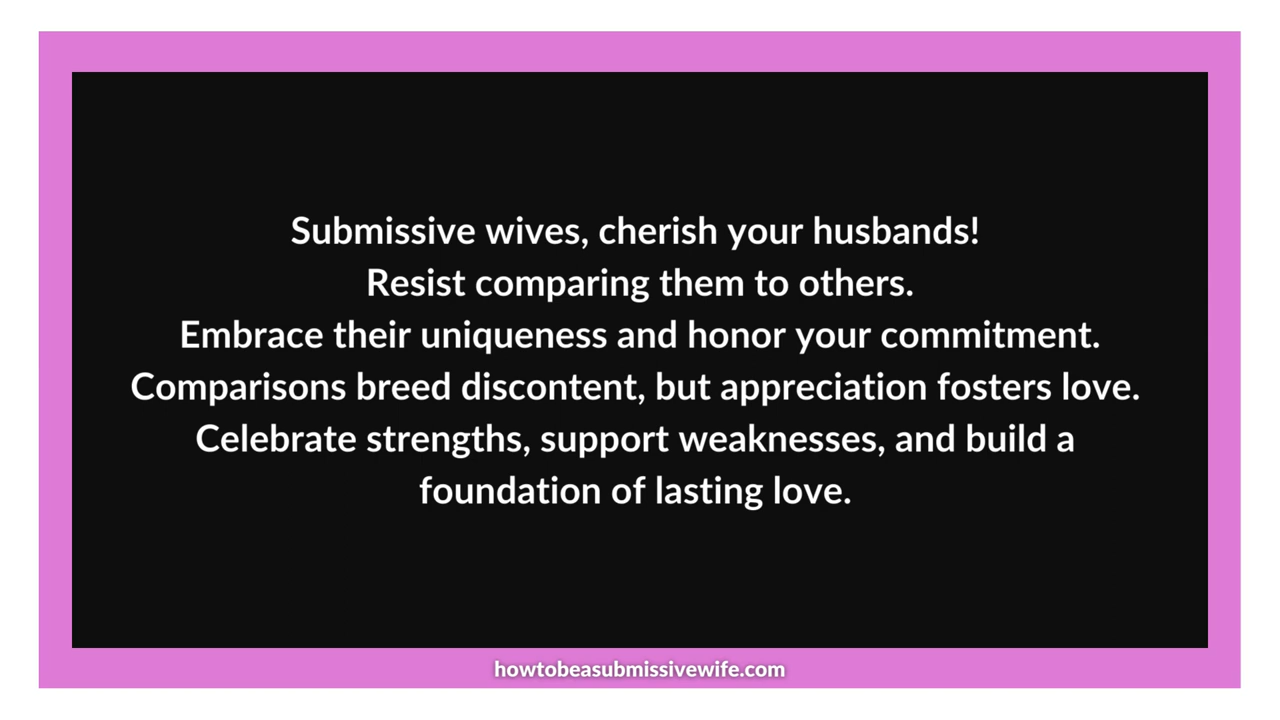 Submissive wives, cherish your husbands!
Resist comparing them to others.
Embrace their uniqueness and honor your commitment.
Comparisons breed discontent, but appreciation fosters love.
Celebrate strengths, support weaknesses, and build a
foundation of lasting love.
howtobeasubmissivewife.com